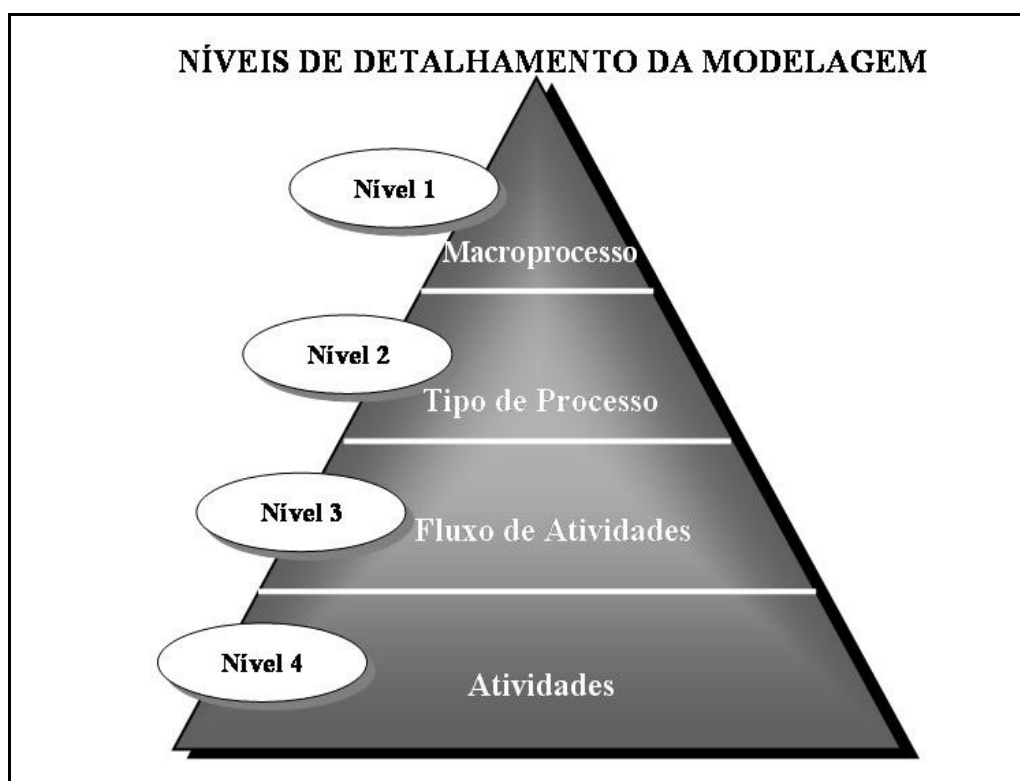 NÍVEIS DE DETALHAMENTO DA MODELAGEM
Nível 1
Macroprocesso
Nível 2
Tipo de Processo
Nível 3
Fluxo de Atividades
Nível 4
Atividades